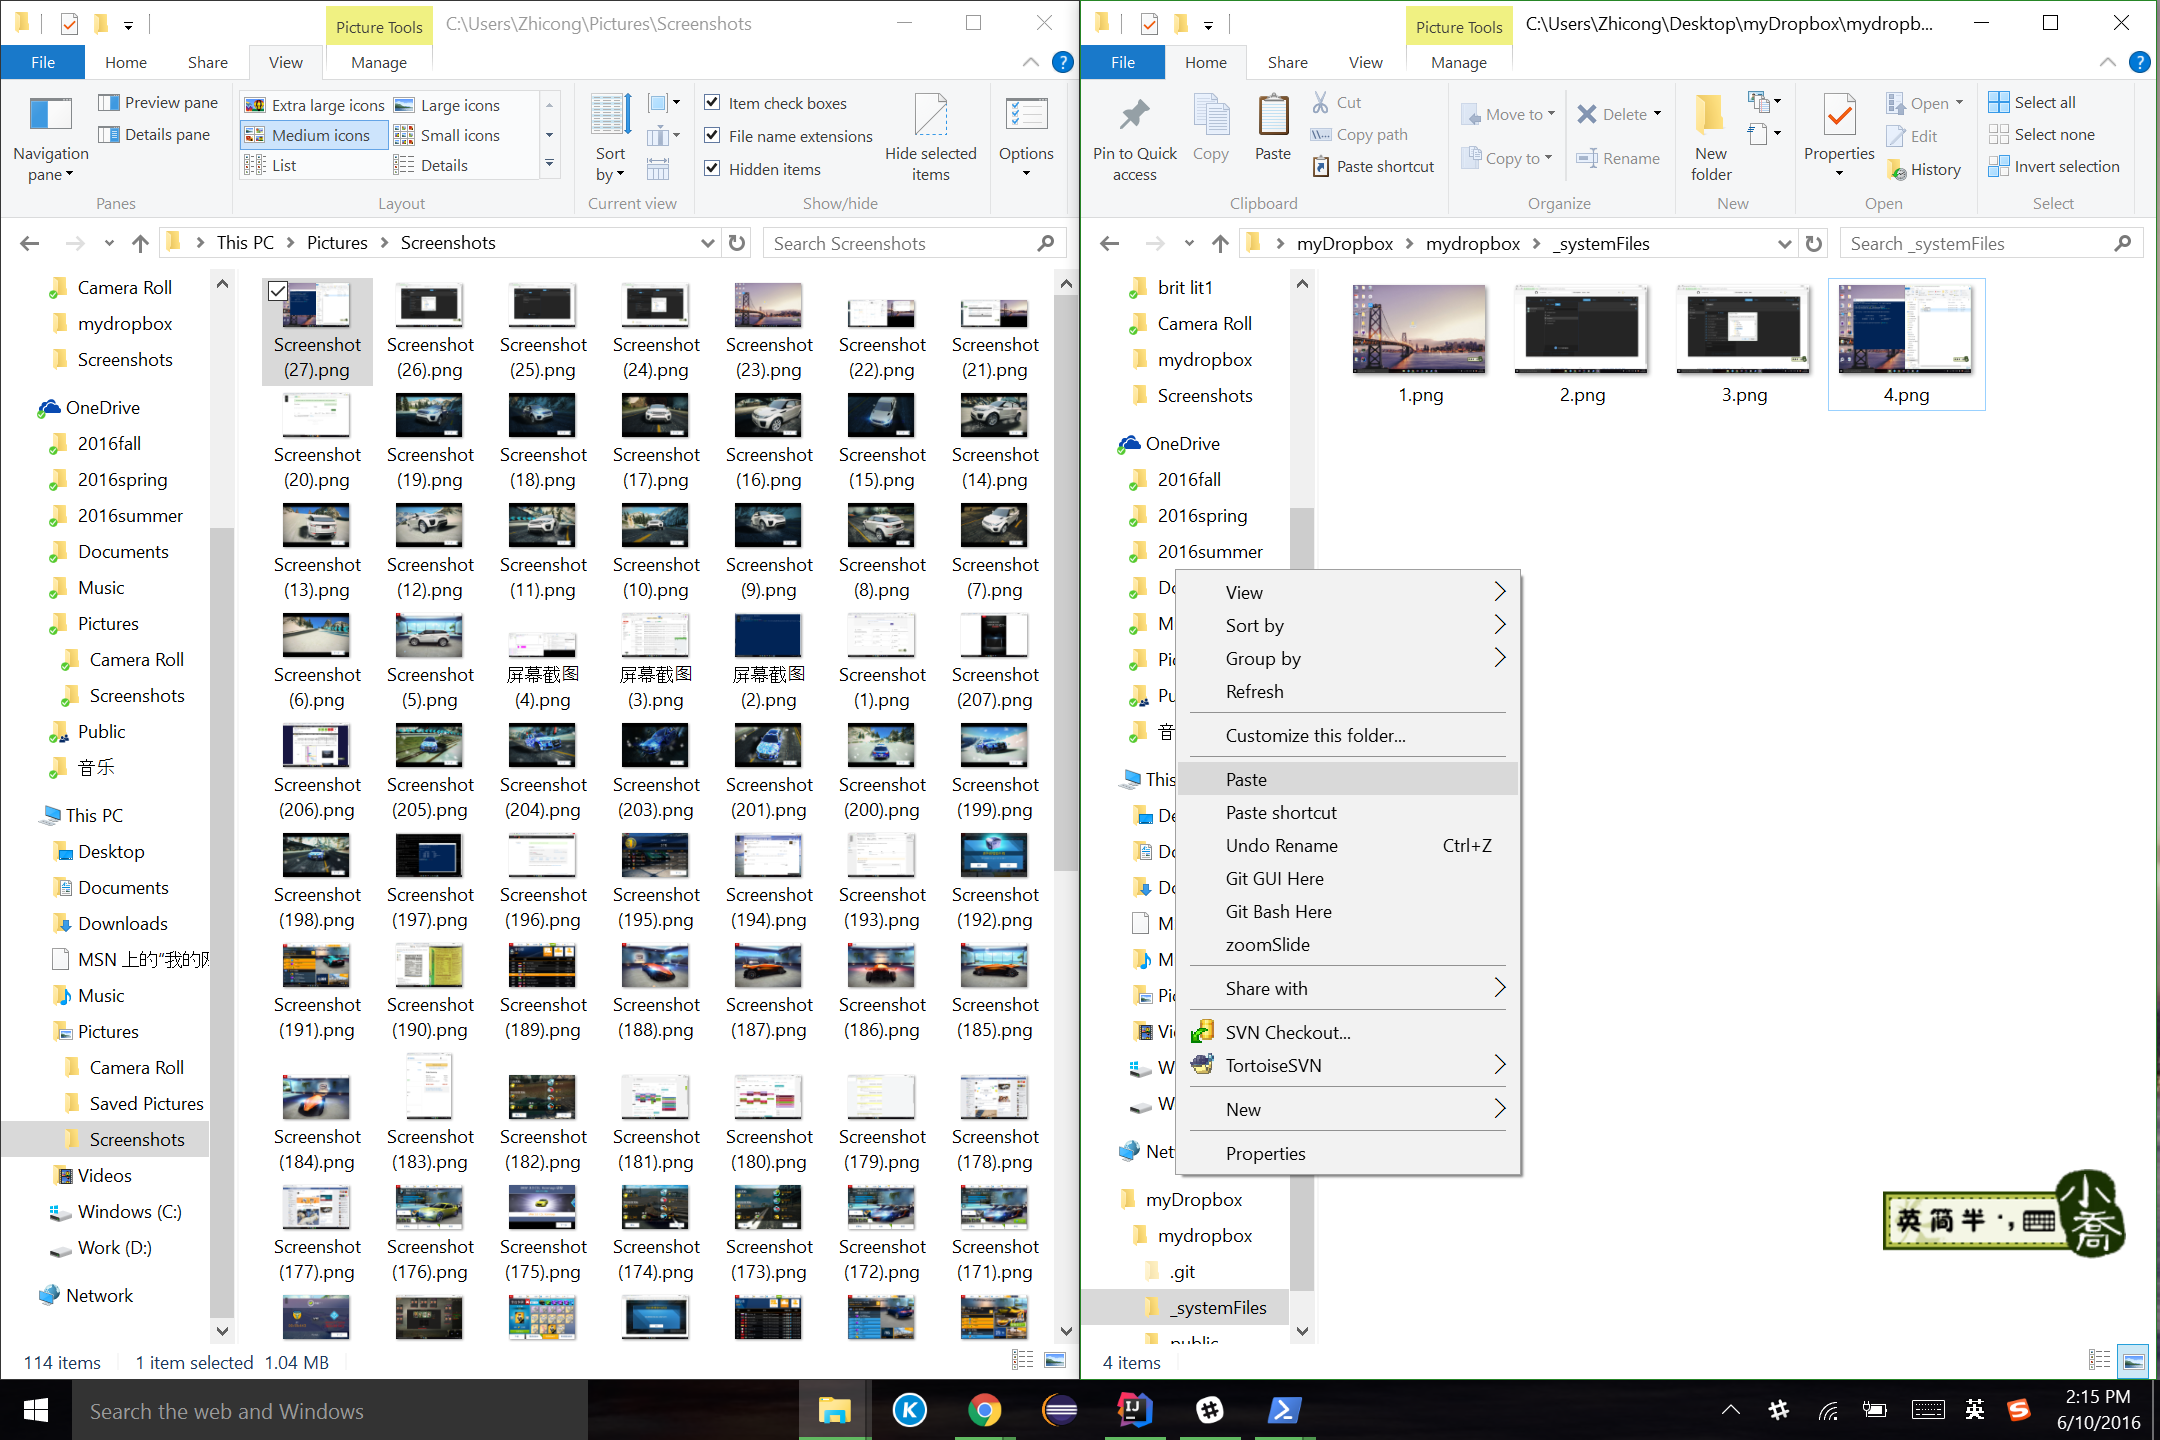 Picture Tools
C:\Users\Zhicong\Pictures\Screenshots
File
Home
Share
View
Manage
Navigation pane
Preview pane
Details pane
Panes
Extra large icons
Large icons
Medium icons
Small icons
List
Details
Layout
Sort by
Current view
Item check boxes
File name extensions
Hidden items
Hide selected items
Show/hide
Options
This PC
Pictures
Screenshots
Search Screenshots
Camera Roll
mydropbox
Screenshots
OneDrive
2016fall
2016spring
2016summer
Documents
Music
Pictures
Camera Roll
Screenshots
Public
音乐
This PC
Desktop
Documents
Downloads
MSN 上的“我的
Music
Pictures
Camera Roll
Saved Pictures
Screenshots
Videos
Windows (C:)
Work (D:)
Network
Screenshot (27).png
Screenshot (26).png
Screenshot (25).png
Screenshot (24).png
Screenshot (23).png
Screenshot (22).png
Screenshot (21).png
Screenshot (20).png
Screenshot (19).png
Screenshot (18).png
Screenshot (17).png
Screenshot (16).png
Screenshot (15).png
Screenshot (14).png
Screenshot (13).png
Screenshot (12).png
Screenshot (11).png
Screenshot (10).png
Screenshot (9).png
Screenshot (8).png
Screenshot (7).png
Screenshot (6).png
Screenshot (5).png
屏幕截图 (4).png
屏幕截图 (3).png
屏幕截图 (2).png
Screenshot (1).png
Screenshot (207).png
Screenshot (206).png
Screenshot (205).png
Screenshot (204).png
Screenshot (203).png
Screenshot (201).png
Screenshot (200).png
Screenshot (199).png
Screenshot (198).png
Screenshot (197).png
Screenshot (196).png
Screenshot (195).png
Screenshot (194).png
Screenshot (193).png
Screenshot (192).png
Screenshot (191).png
Screenshot (190).png
Screenshot (189).png
Screenshot (188).png
Screenshot (187).png
Screenshot (186).png
Screenshot (185).png
Screenshot (184).png
Screenshot (183).png
Screenshot (182).png
Screenshot (181).png
Screenshot (180).png
Screenshot (179).png
Screenshot (178).png
Screenshot (177).png
Screenshot (176).png
Screenshot (175).png
Screenshot (174).png
Screenshot (173).png
Screenshot (172).png
Screenshot (171).png
114 items
1 item selected 1.04 MB
Picture Tools
C:\Users\Zhicong\Desktop\myDropbox\mydropb...
File
Home
Share
View
Manage
Pin to Quick access
Copy
Paste
Cut
Copy path
Paste shortcut
Clipboard
Move to
Copy to
Delete
Rename
Organize
New folder
New
Properties
Open
Edit
History
Open
Select all
Select none
Invert selection
Select
myDropbox
mydropbox
_systemFiles
Search _systemFiles
brit lit1
Camera Roll
mydropbox
Screenshots
OneDrive
2016fall
2016spring
2016summer
音
This
myDropbox
mydropbox
.git
_systemFiles
public
1.png
2.png
3.png
4.png
View
Sort by
Group by
Refresh
Customize this folder...
Paste
Paste shortcut
Undo Rename Ctrl+Z
Git GUI Here
Git Bash Here
zoomSlide
Share with
SVN Checkout...
TortoiseSVN
New
Properties
4 items
英简半
小喬
Search the web and Windows
英
2:15 PM
6/10/2016